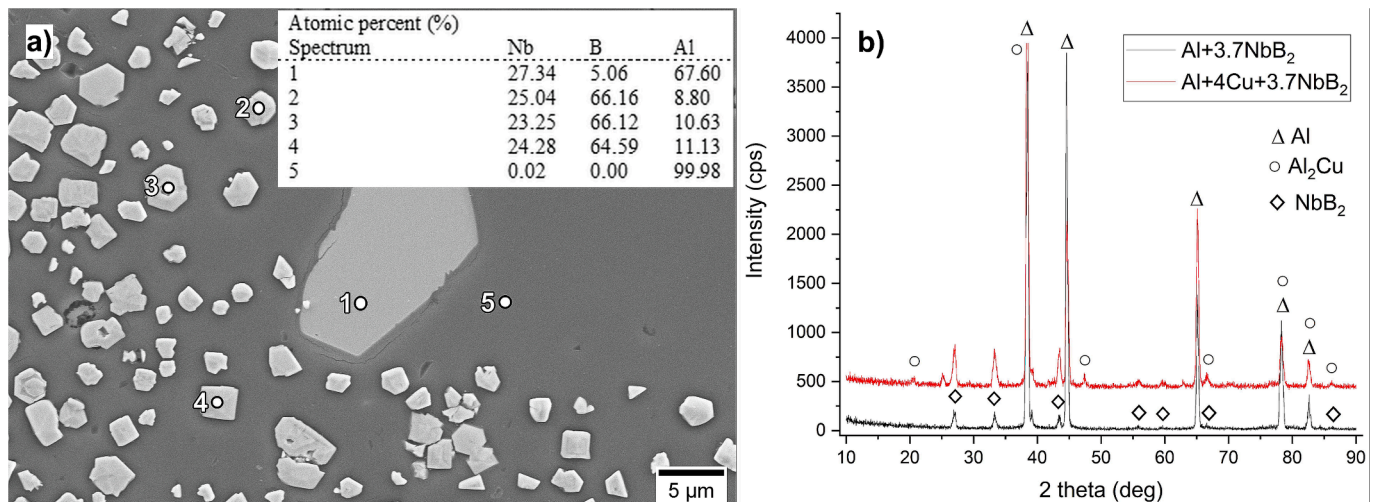 a)
Atomic percent (%)
Spectrum Nb B Al
1 27.34 5.06 67.60
2 25.04 66.16 8.80
3 23.25 66.12 10.63
4 24.28 64.59 11.13
5 0.02 0.00 99.98
2
3
1
5
4
5 μm
b)
Al+3.7NbB₂
Al+4Cu+3.7NbB₂
Al
Al₂Cu
NbB₂
Intensity (cps)
4000
3500
3000
2500
2000
1500
1000
500
0
10 20 30 40 50 60 70 80 90
2 theta (deg)